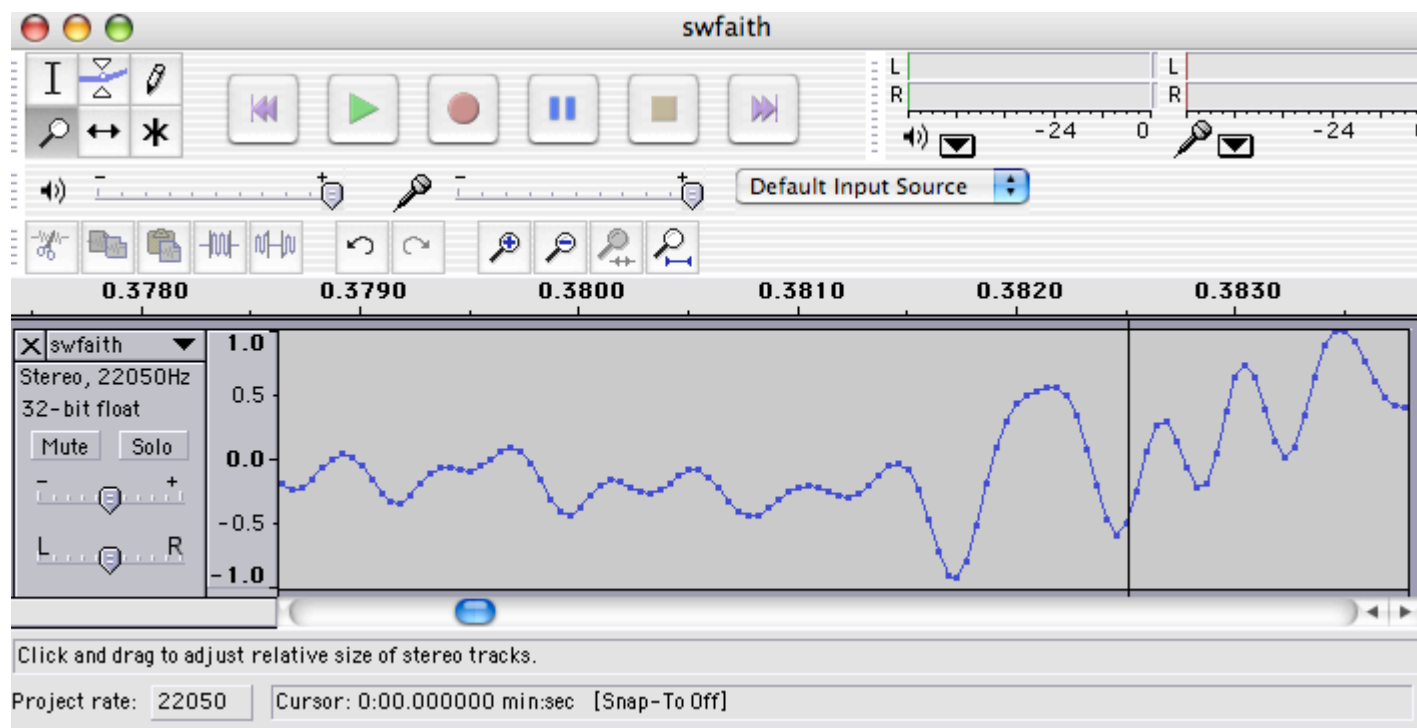 swfaith
L
R
-24 0
L
R
-24
- +
- +
Default Input Source
0.3780 0.3790 0.3800 0.3810 0.3820 0.3830
X swfaith
Stereo, 22050Hz
32-bit float
Mute Solo
- +
L R
1.0
0.5
0.0
-0.5
-1.0
Click and drag to adjust relative size of stereo tracks.
Project rate: 22050 Cursor: 0:00.000000 min:sec [Snap-To Off]